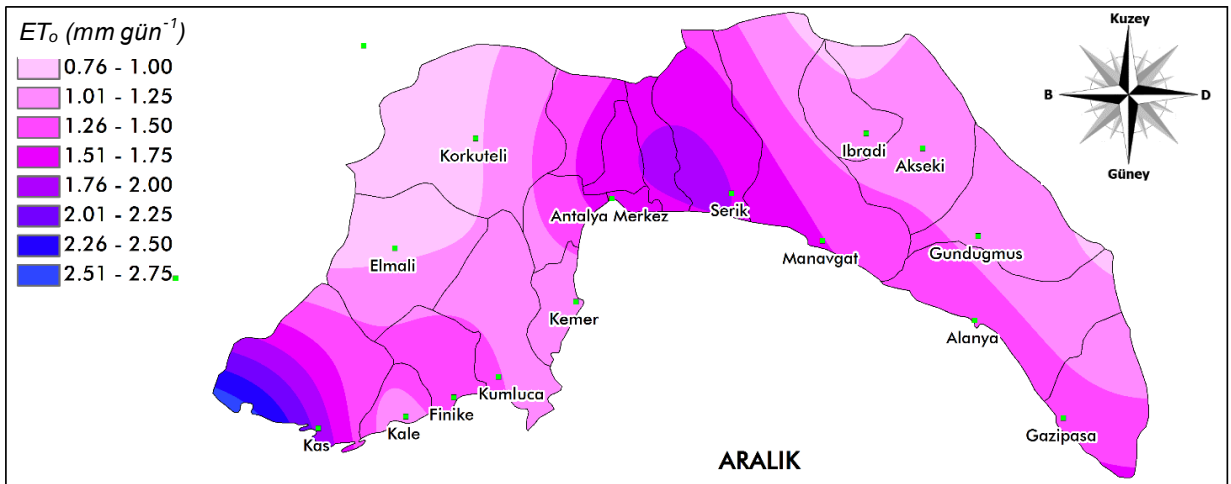 ETo (mm gün-1)
0.76 - 1.00
1.01 - 1.25
1.26 - 1.50
1.51 - 1.75
1.76 - 2.00
2.01 - 2.25
2.26 - 2.50
2.51 - 2.75
Kuzey
B
D
Güney
Korkuteli
Ibradi
Akseki
Antalya Merkez
Serik
Elmali
Manavgat
Gundugmus
Kemer
Alanya
Kumluca
Finike
Kale
Kas
Gazipasa
ARALIK